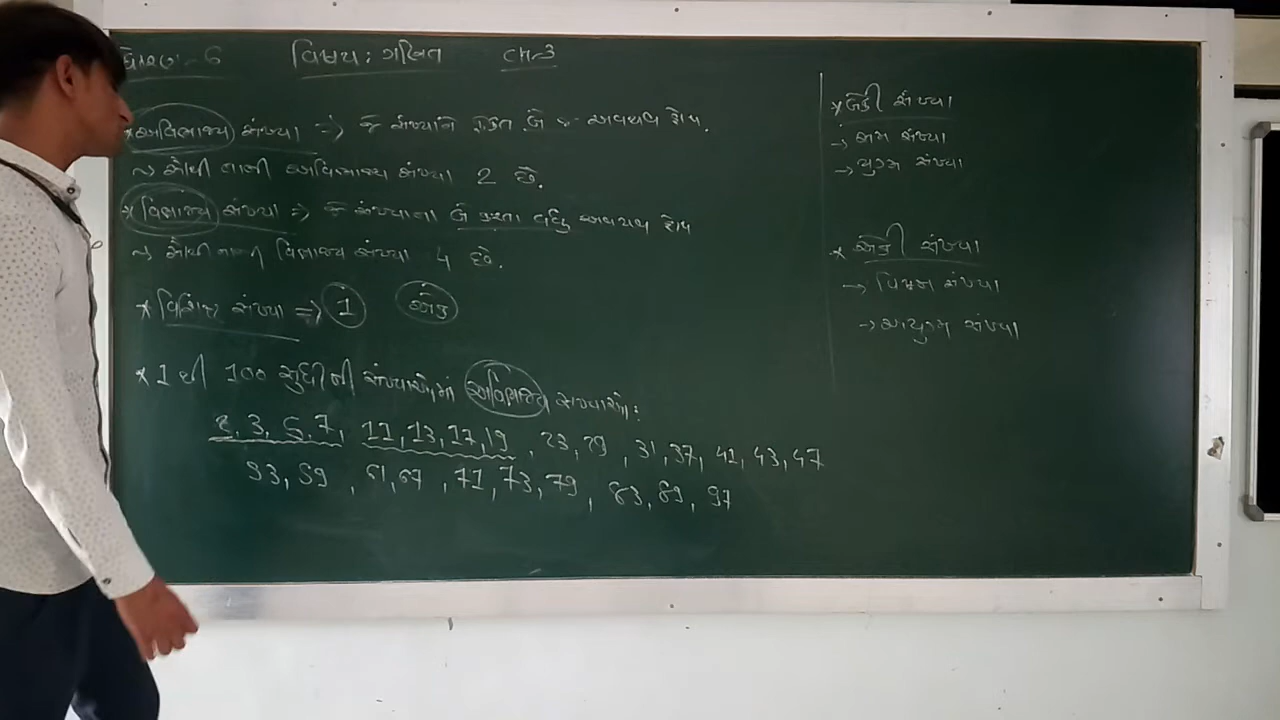 ધોરણ-6 વિષય : ગણિત CH-3
* અવિભાજ્ય સંખ્યા => જે સંખ્યાને ફક્ત બે જ અવયવ હોય.
~> સૌથી નાની અવિભાજ્ય સંખ્યા 2 છે.
* વિભાજ્ય સંખ્યા => જે સંખ્યાના બે કરતા વધુ અવયવ હોય
~> સૌથી નાની વિભાજ્ય સંખ્યા 4 છે.
* વિશિષ્ટ સંખ્યા => 1 એક
* 1 થી 100 સુધીની સંખ્યાઓમાં અવિભાજ્ય સંખ્યાઓ :
2, 3, 5, 7, 11, 13, 17, 19, 23, 29, 31, 37, 41, 43, 47
53, 59, 61, 67, 71, 73, 79, 83, 89, 97
* બેકી સંખ્યા
-> સમ સંખ્યા
-> યુગ્મ સંખ્યા
* એકી સંખ્યા
-> વિષમ સંખ્યા
-> અયુગ્મ સંખ્યા